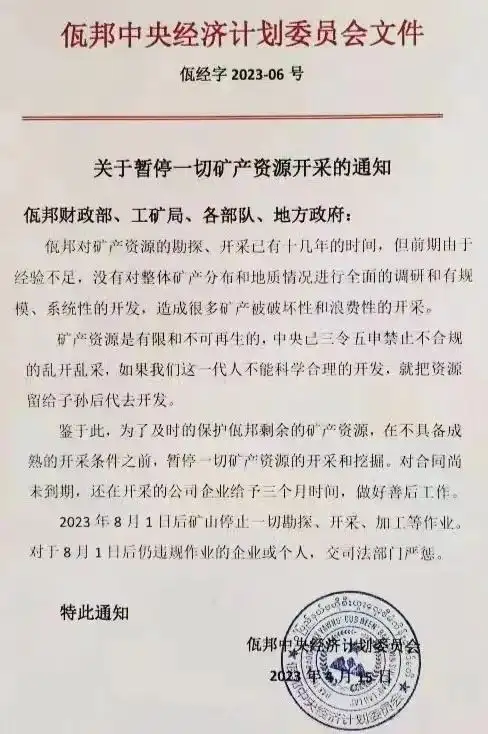 佤邦中央经济计划委员会文件
佤经字 2023-06 号
关于暂停一切矿产资源开采的通知
佤邦财政部、工矿局、各部队、地方政府：
佤邦对矿产资源的勘探、开采已有十几年的时间，但前期由于
经验不足，没有对整体矿产分布和地质情况进行全面的调研和有规
模、系统性的开发，造成很多矿产被破坏性和浪费性的开采。
矿产资源是有限和不可再生的，中央已三令五申禁止不合规
的乱开乱采，如果我们这一代人不能科学合理的开发，就把资源
留给子孙后代去开发。
鉴于此，为了及时的保护佤邦剩余的矿产资源，在不具备成
熟的开采条件之前，暂停一切矿产资源的开采和挖掘。对合同尚
未到期，还在开采的公司企业给予三个月时间，做好善后工作。
2023 年 8 月 1 日后矿山停止一切勘探、开采、加工等作业。
对于 8 月 1 日后仍违规作业的企业或个人，交司法部门严惩。
特此通知
佤邦中央经济计划委员会
2023 年 4 月 15 日
佤邦中央经济计划委员会